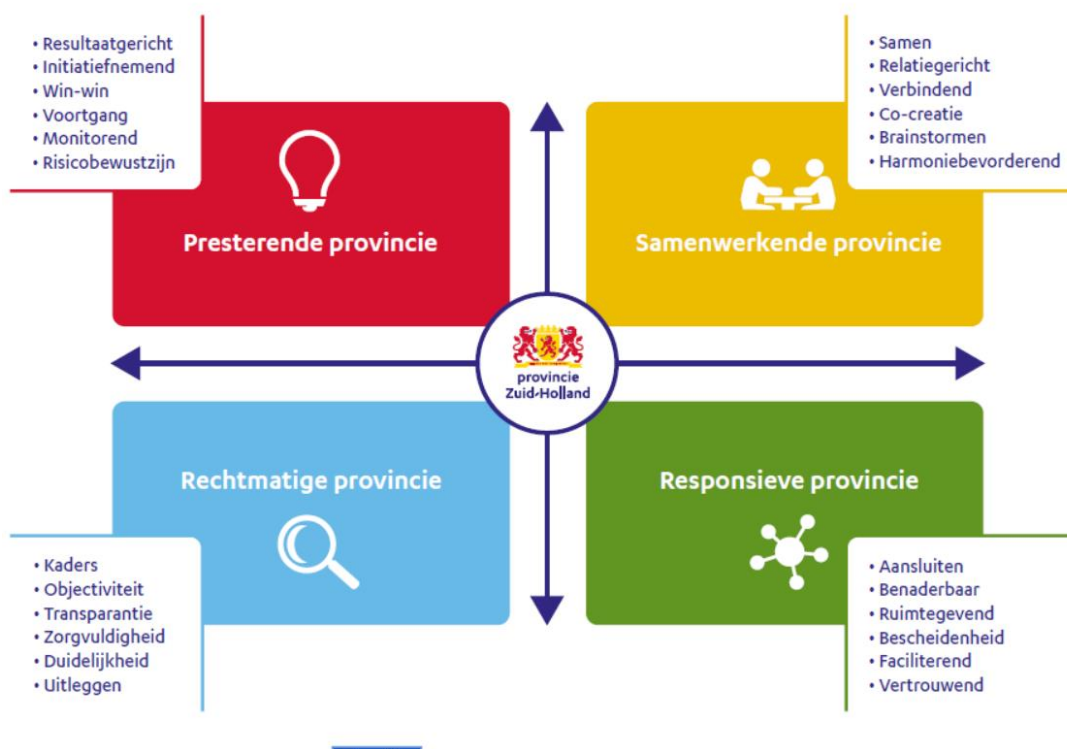 • Resultaatgericht
• Initiatiefnemend
• Win-win
• Voortgang
• Monitorend
• Risicobewustzijn
Presterende provincie
• Samen
• Relatiegericht
• Verbindend
• Co-creatie
• Brainstormen
• Harmoniebevorderend
Samenwerkende provincie
provincie
Zuid-Holland
Rechtmatige provincie
• Kaders
• Objectiviteit
• Transparantie
• Zorgvuldigheid
• Duidelijkheid
• Uitleggen
Responsieve provincie
• Aansluiten
• Benaderbaar
• Ruimtegevend
• Bescheidenheid
• Faciliterend
• Vertrouwend